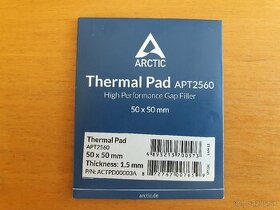 ARCTIC
Thermal Pad APT2560
High Performance Gap Filler
50 x 50 mm
Thermal Pad
APT2560
50 x 50 mm
Thickness: 1.5 mm
P/N: ACTPD00003A
arctic.de